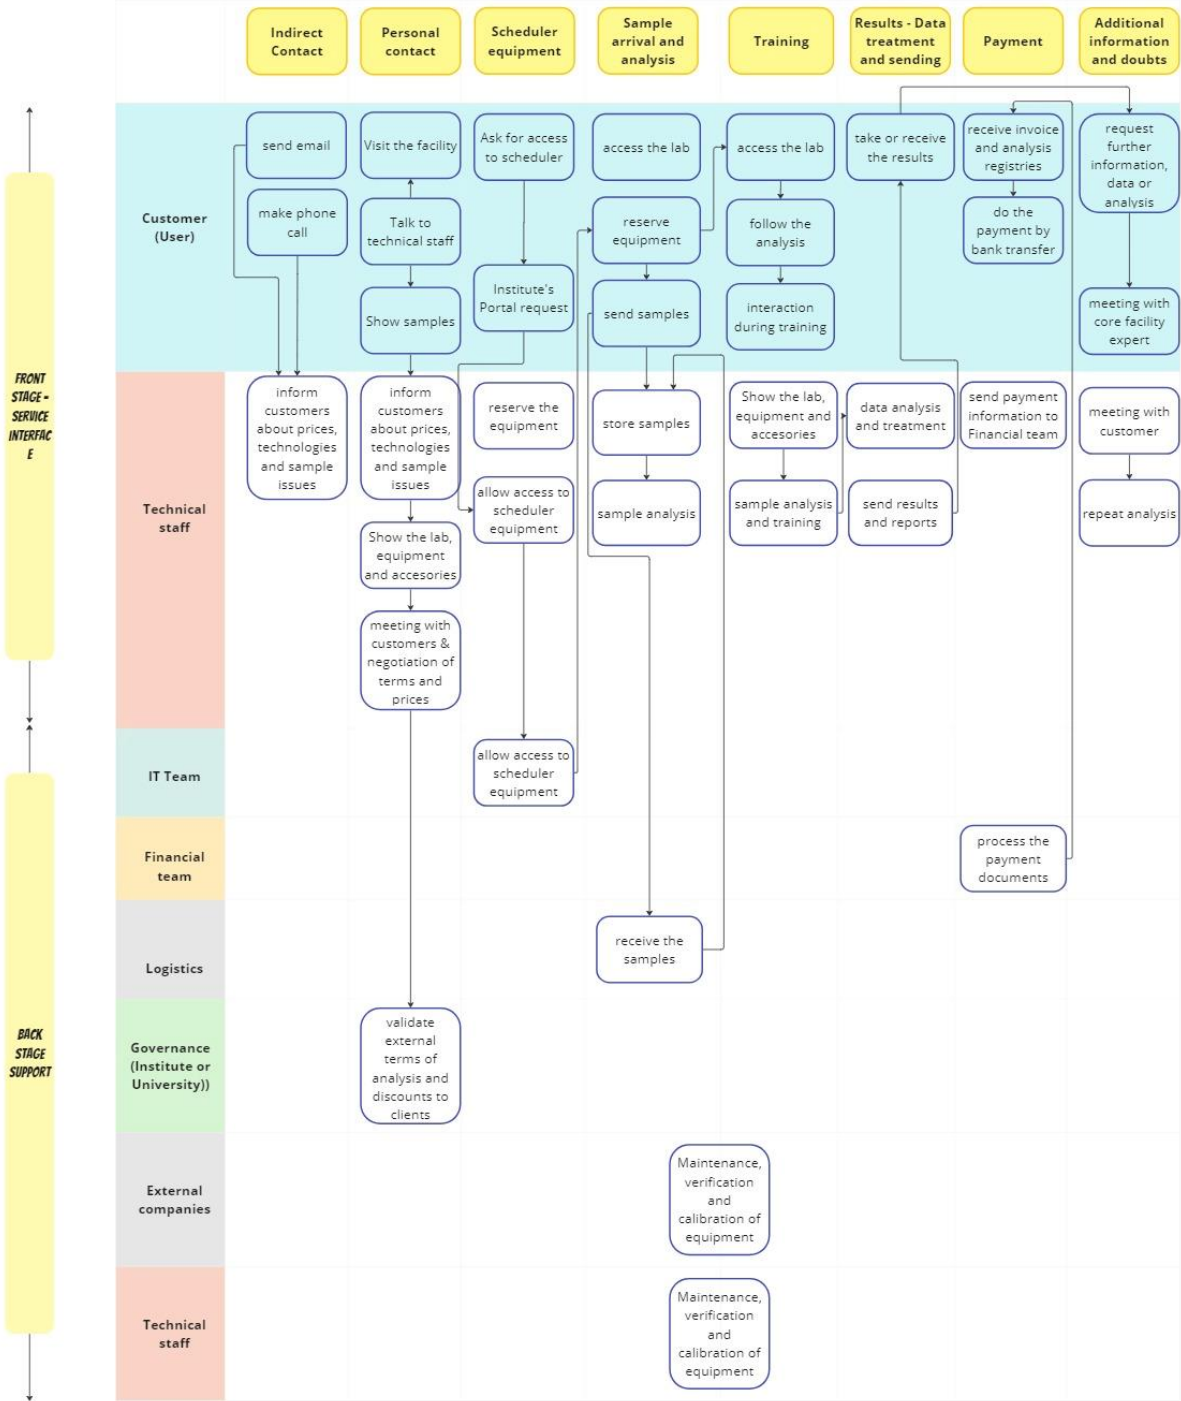 Indirect
Contact
Personal
contact
Scheduler
equipment
Sample
arrival and
analysis
Training
Results - Data
treatment
and sending
Payment
Additional
information
and doubts
FRONT
STAGE -
SERVICE
INTERFAC
E
Customer
(User)
send email
make phone
call
Visit the facility
Talk to
technical staff
Show samples
Ask for access
to scheduler
Institute's
Portal request
access the lab
reserve
equipment
send samples
access the lab
follow the
analysis
interaction
during training
take or receive
the results
receive invoice
and analysis
registries
do the
payment by
bank transfer
request
further
information,
data or
analysis
meeting with
core facility
expert
Technical
staff
inform
customers
about prices,
technologies
and sample
issues
inform
customers
about prices,
technologies
and sample
issues
Show the lab,
equipment
and accesories
meeting with
customers &
negotiation of
terms and
prices
reserve the
equipment
allow access to
scheduler
equipment
store samples
sample analysis
Show the lab,
equipment and
accesories
sample analysis
and training
data analysis
and treatment
send results
and reports
send payment
information to
Financial team
meeting with
customer
repeat analysis
BACK
STAGE
SUPPORT
IT Team
allow access to
scheduler
equipment
Financial
team
process the
payment
documents
Logistics
receive the
samples
Governance
(Institute or
University))
validate
external
terms of
analysis and
discounts to
clients
External
companies
Maintenance,
verification
and
calibration of
equipment
Technical
staff
Maintenance,
verification
and
calibration of
equipment